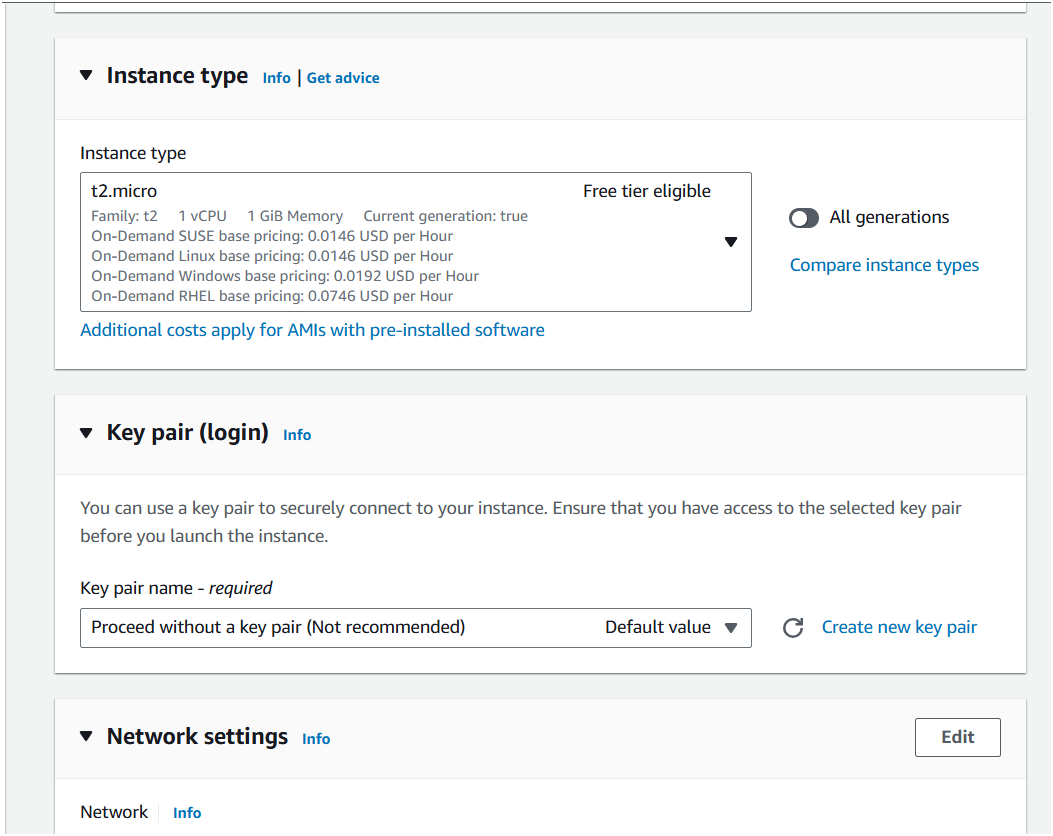 Instance type Info | Get advice
Instance type
t2.micro Free tier eligible
Family: t2 1 vCPU 1 GiB Memory Current generation: true
On-Demand SUSE base pricing: 0.0146 USD per Hour
On-Demand Linux base pricing: 0.0146 USD per Hour
On-Demand Windows base pricing: 0.0192 USD per Hour
On-Demand RHEL base pricing: 0.0746 USD per Hour
All generations
Compare instance types
Additional costs apply for AMIs with pre-installed software
Key pair (login) Info
You can use a key pair to securely connect to your instance. Ensure that you have access to the selected key pair
before you launch the instance.
Key pair name - required
Proceed without a key pair (Not recommended) Default value
Create new key pair
Network settings Info
Edit
Network Info